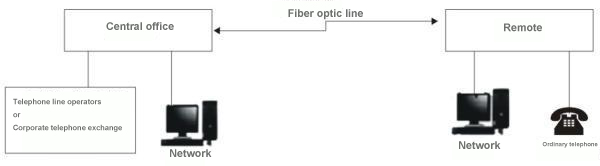 Fiber optic line
Central office
Remote
Telephone line operators
or
Corporate telephone exchange
Network
Network
Ordinary telephone